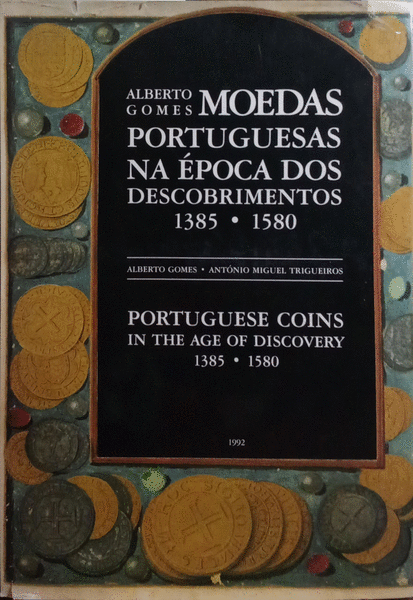 ALBERTO
GOMES MOEDAS
PORTUGUESAS
NA ÉPOCA DOS
DESCOBRIMENTOS
1385 • 1580
ALBERTO GOMES • ANTÓNIO MIGUEL TRIGUEIROS
PORTUGUESE COINS
IN THE AGE OF DISCOVERY
1385 • 1580
1992